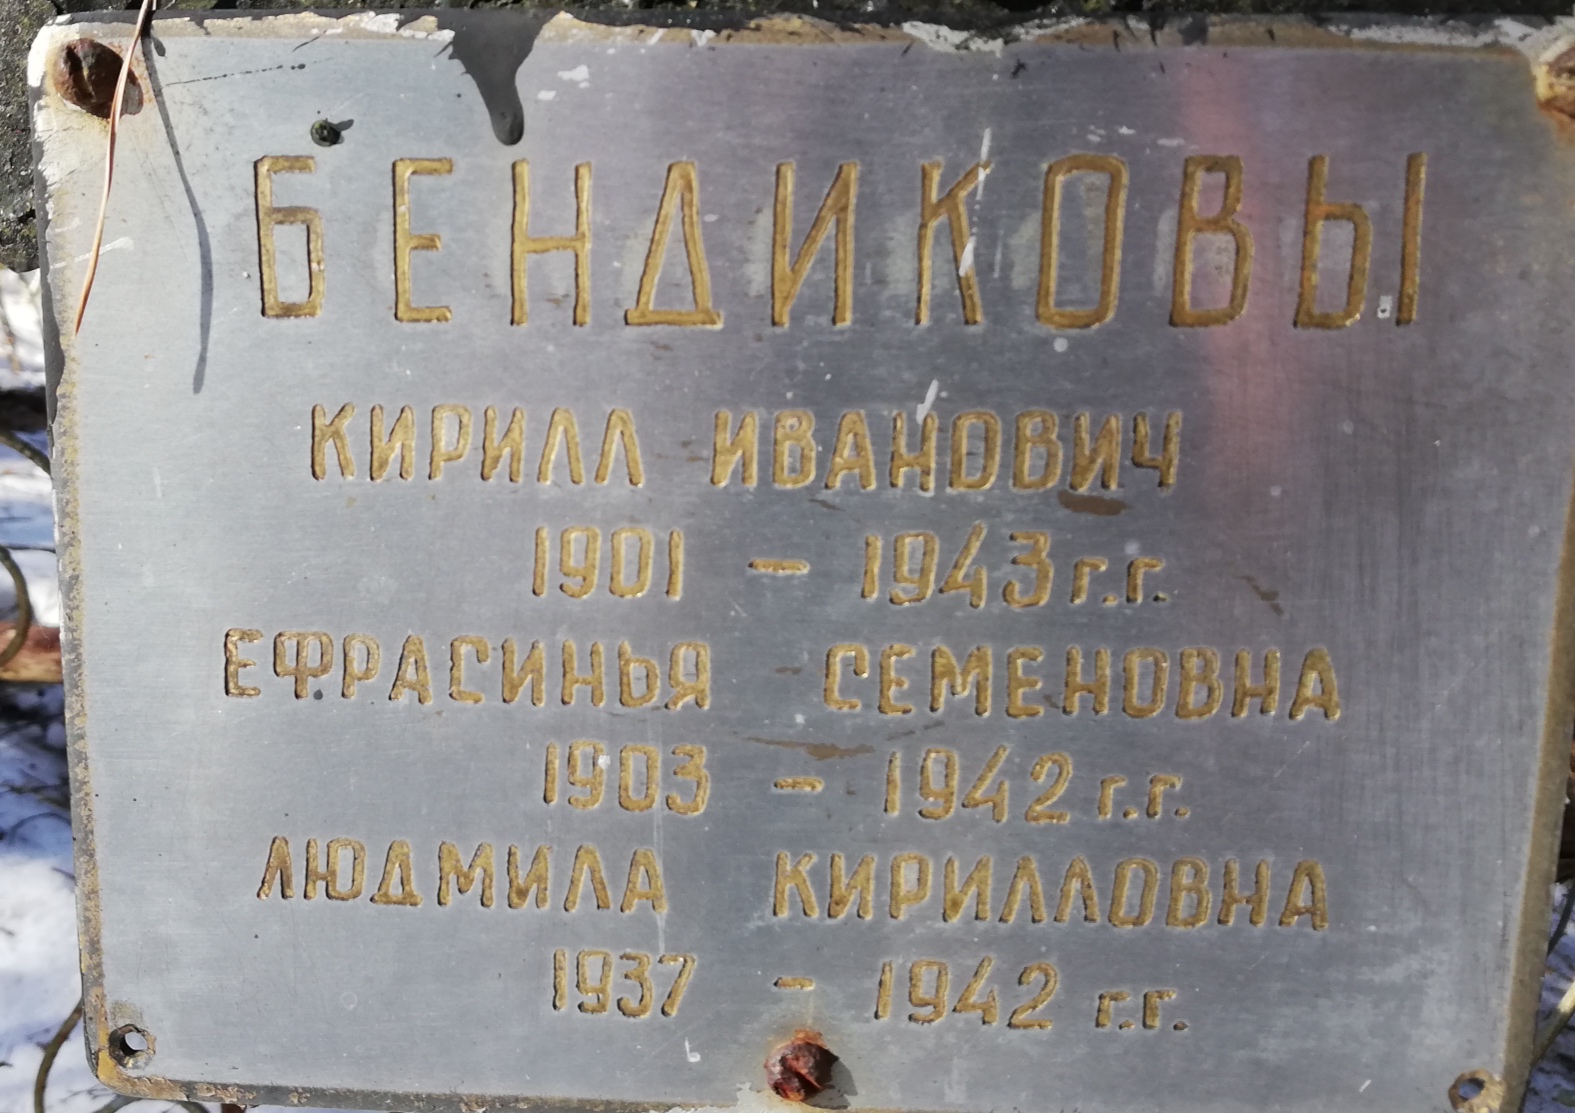 БЕНДИКОВЫ
КИРИЛЛ ИВАНОВИЧ
1901 - 1943 г.г.
ЕФРАСИНЬЯ СЕМЕНОВНА
1903 - 1942 г.г.
ЛЮДМИЛА КИРИЛЛОВНА
1937 - 1942 г.г.